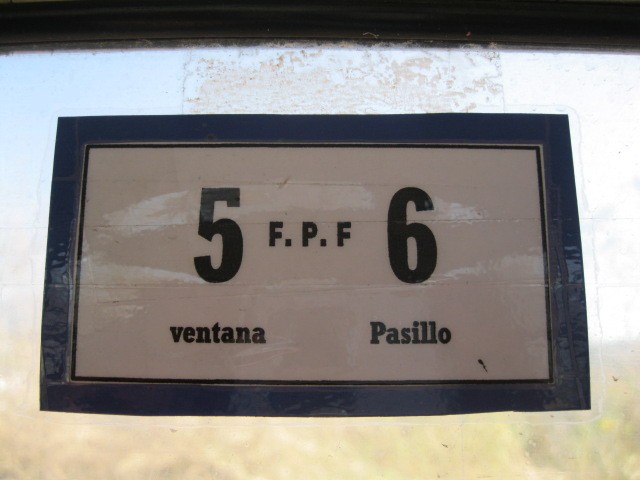 5 F. P. F 6
ventana Pasillo